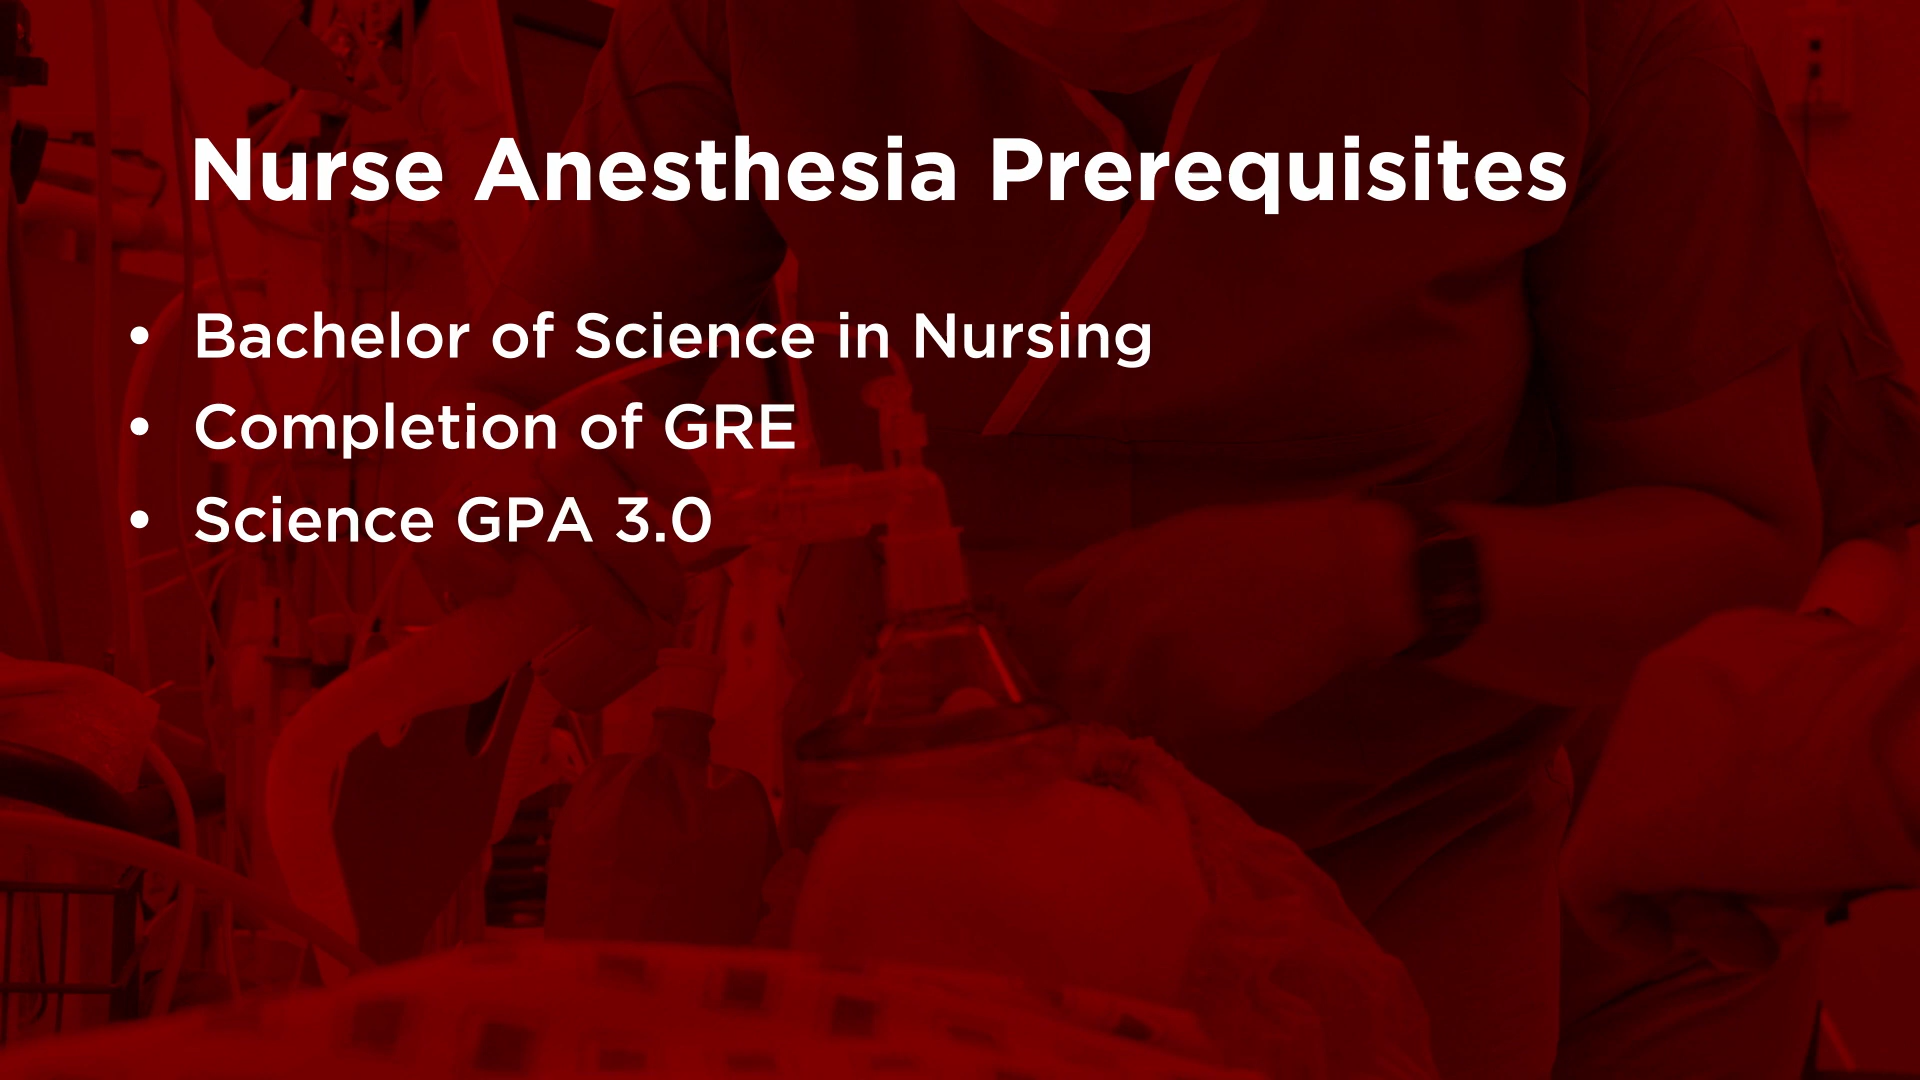 Nurse Anesthesia Prerequisites
• Bachelor of Science in Nursing
• Completion of GRE
• Science GPA 3.0